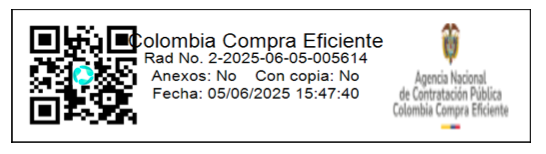 Colombia Compra Eficiente
Rad No. 2-2025-06-05-005614
Anexos: No Con copia: No
Fecha: 05/06/2025 15:47:40
Agencia Nacional
de Contratación Pública
Colombia Compra Eficiente